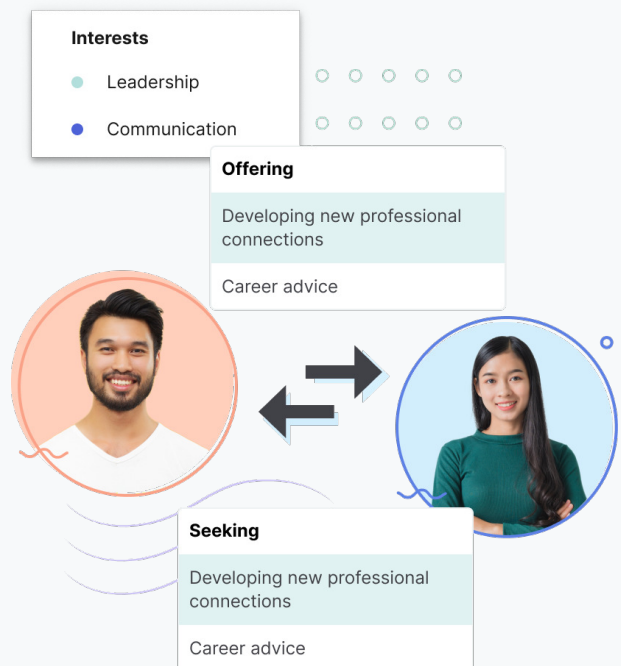 Interests
Leadership
Communication
Offering
Developing new professional
connections
Career advice
Seeking
Developing new professional
connections
Career advice